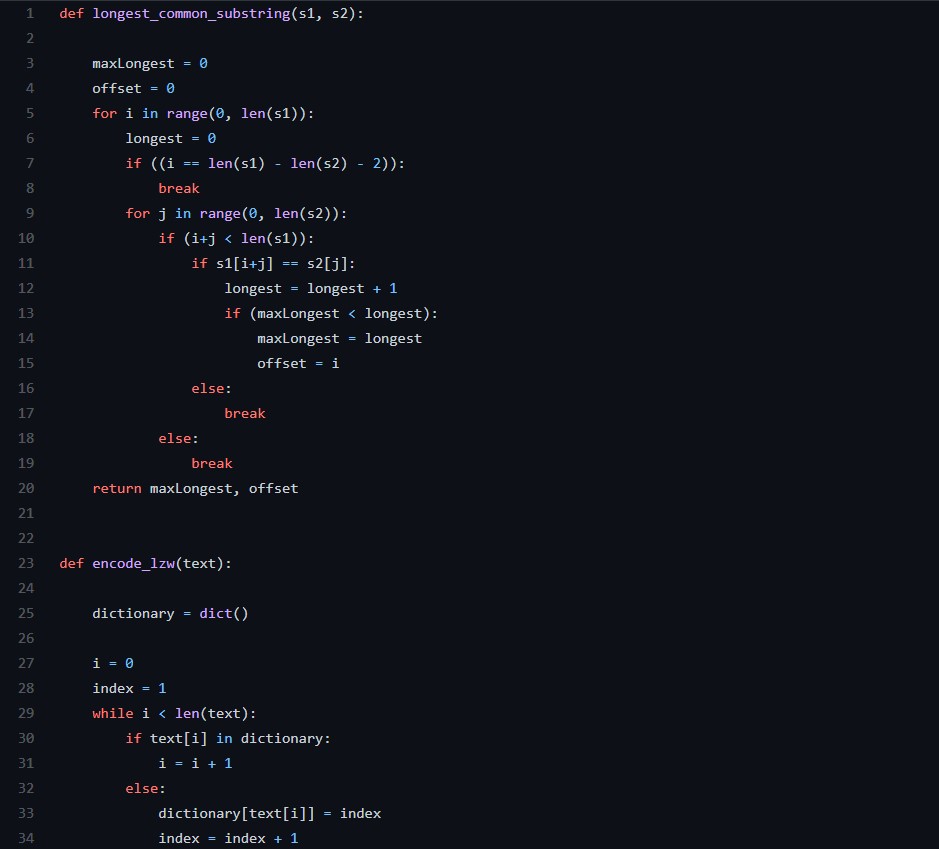 1 def longest_common_substring(s1, s2):
2
3     maxLongest = 0
4     offset = 0
5     for i in range(0, len(s1)):
6         longest = 0
7         if ((i == len(s1) - len(s2) - 2)):
8             break
9         for j in range(0, len(s2)):
10             if (i+j < len(s1)):
11                 if s1[i+j] == s2[j]:
12                     longest = longest + 1
13                     if (maxLongest < longest):
14                         maxLongest = longest
15                         offset = i
16                 else:
17                     break
18             else:
19                 break
20     return maxLongest, offset
21
22
23 def encode_lzw(text):
24
25     dictionary = dict()
26
27     i = 0
28     index = 1
29     while i < len(text):
30         if text[i] in dictionary:
31             i = i + 1
32         else:
33             dictionary[text[i]] = index
34             index = index + 1